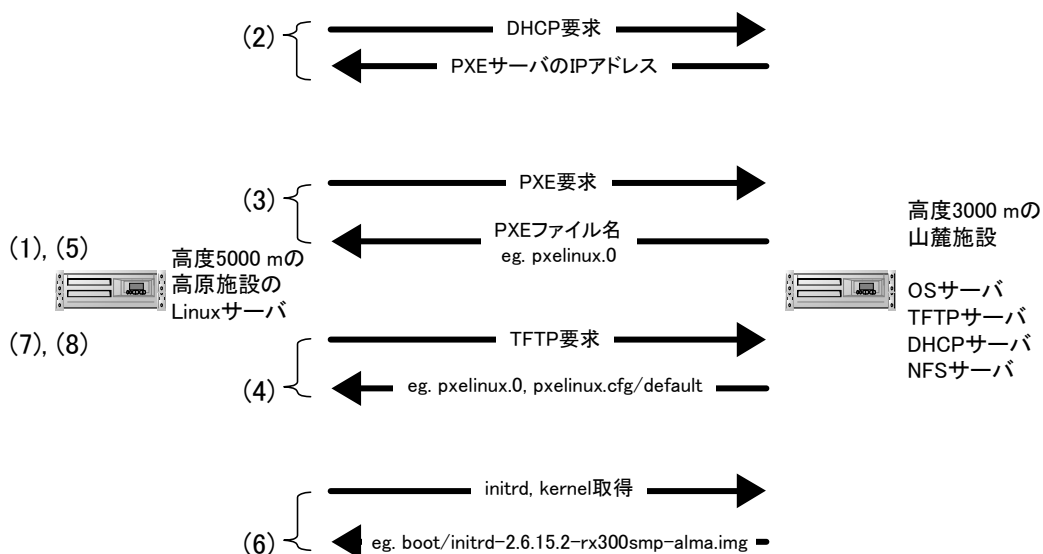 (2)
DHCP要求
PXEサーバのIPアドレス
(3)
PXE要求
PXEファイル名
eg. pxelinux.0
(1), (5)
高度5000 mの
高原施設の
Linuxサーバ
(7), (8)
高度3000 mの
山麓施設
OSサーバ
TFTPサーバ
DHCPサーバ
NFSサーバ
(4)
TFTP要求
eg. pxelinux.0, pxelinux.cfg/default
(6)
initrd, kernel取得
eg. boot/initrd-2.6.15.2-rx300smp-alma.img